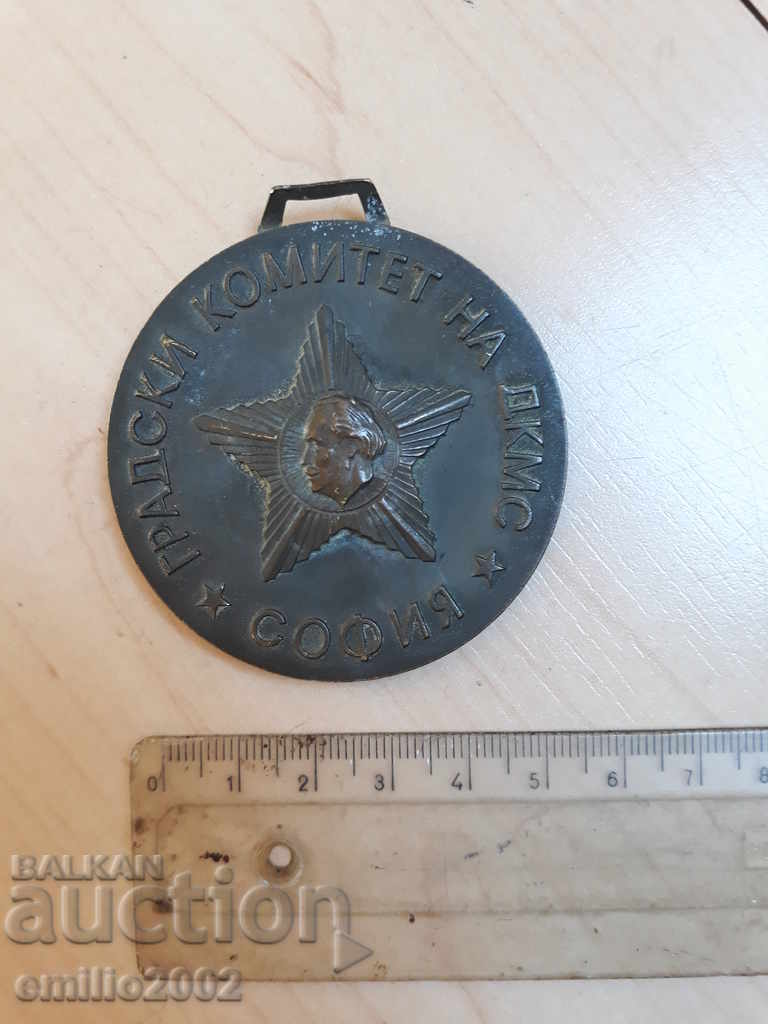 ГРАДСКИ КОМИТЕТ НА ДКМС
СОФИЯ
0 1 2 3 4 5 6 7 8
BALKAN
auction
emilio2002